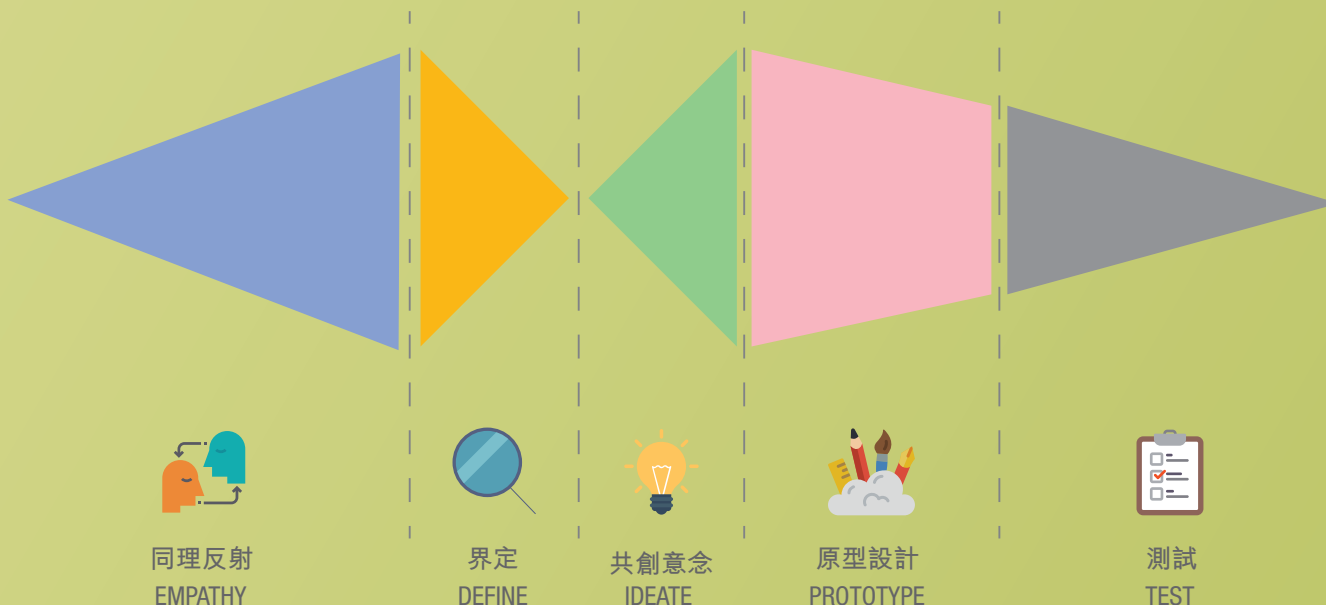 同理反射
EMPATHY
界定
DEFINE
共創意念
IDEATE
原型設計
PROTOTYPE
測試
TEST